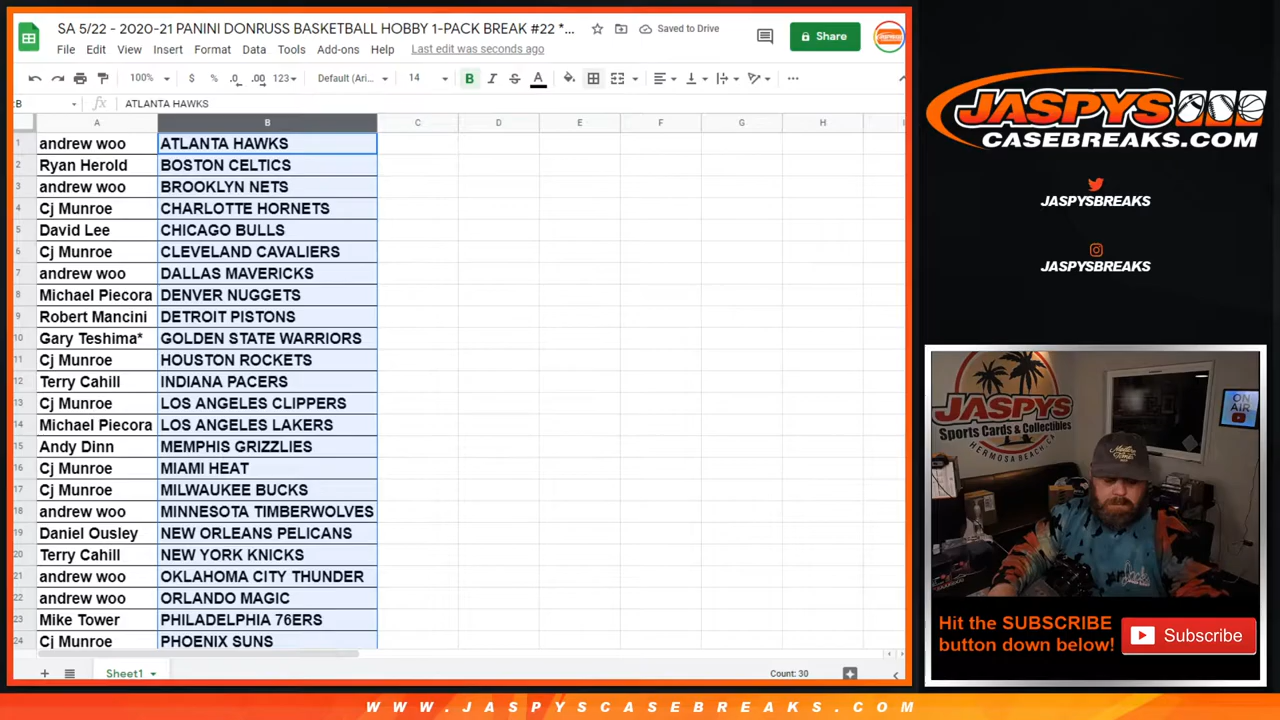 SA 5/22 - 2020-21 PANINI DONRUSS BASKETBALL HOBBY 1-PACK BREAK #22 *...
Saved to Drive
Share
File Edit View Insert Format Data Tools Add-ons Help Last edit was seconds ago
100% $ % .0 .00 123 Default (Ari... 14 B I S A
B fx ATLANTA HAWKS
A B C D E F G H
1 andrew woo ATLANTA HAWKS
2 Ryan Herold BOSTON CELTICS
3 andrew woo BROOKLYN NETS
4 Cj Munroe CHARLOTTE HORNETS
5 David Lee CHICAGO BULLS
6 Cj Munroe CLEVELAND CAVALIERS
7 andrew woo DALLAS MAVERICKS
8 Michael Piecora DENVER NUGGETS
9 Robert Mancini DETROIT PISTONS
10 Gary Teshima* GOLDEN STATE WARRIORS
11 Cj Munroe HOUSTON ROCKETS
12 Terry Cahill INDIANA PACERS
13 Cj Munroe LOS ANGELES CLIPPERS
14 Michael Piecora LOS ANGELES LAKERS
15 Andy Dinn MEMPHIS GRIZZLIES
16 Cj Munroe MIAMI HEAT
17 Cj Munroe MILWAUKEE BUCKS
18 andrew woo MINNESOTA TIMBERWOLVES
19 Daniel Ousley NEW ORLEANS PELICANS
20 Terry Cahill NEW YORK KNICKS
21 andrew woo OKLAHOMA CITY THUNDER
22 andrew woo ORLANDO MAGIC
23 Mike Tower PHILADELPHIA 76ERS
24 Cj Munroe PHOENIX SUNS
Sheet1
Count: 30
JASPYS
CASEBREAKS.COM
JASPYSBREAKS
JASPYSBREAKS
JASPYS
Sports Cards & Collectibles
HERMOSA BEACH, CA
ON
AIR
Hit the SUBSCRIBE
button down below!
Subscribe
WWW.JASPYSCASEBREAKS.COM